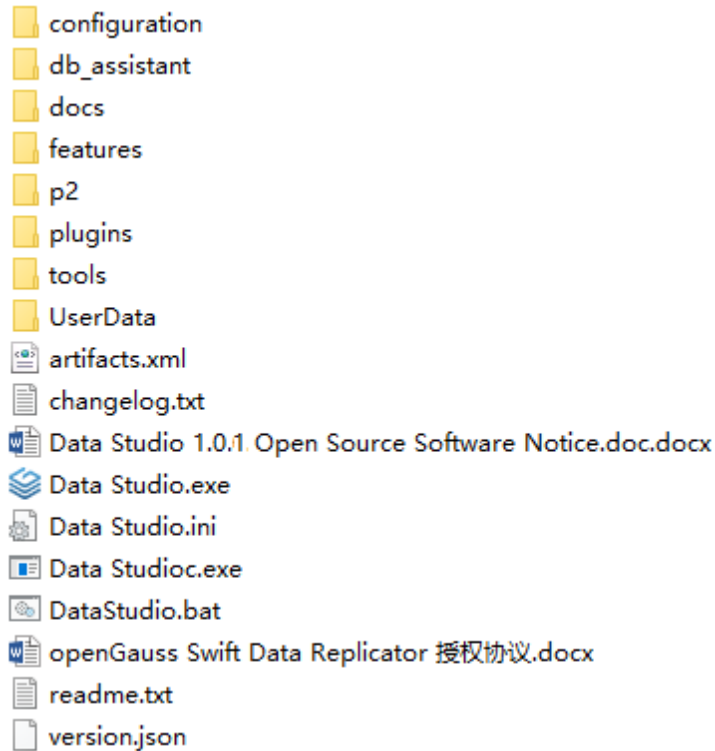 configuration
db_assistant
docs
features
p2
plugins
tools
UserData
artifacts.xml
changelog.txt
Data Studio 1.0.1. Open Source Software Notice.doc.docx
Data Studio.exe
Data Studio.ini
Data Studioc.exe
DataStudio.bat
openGauss Swift Data Replicator 授权协议.docx
readme.txt
version.json